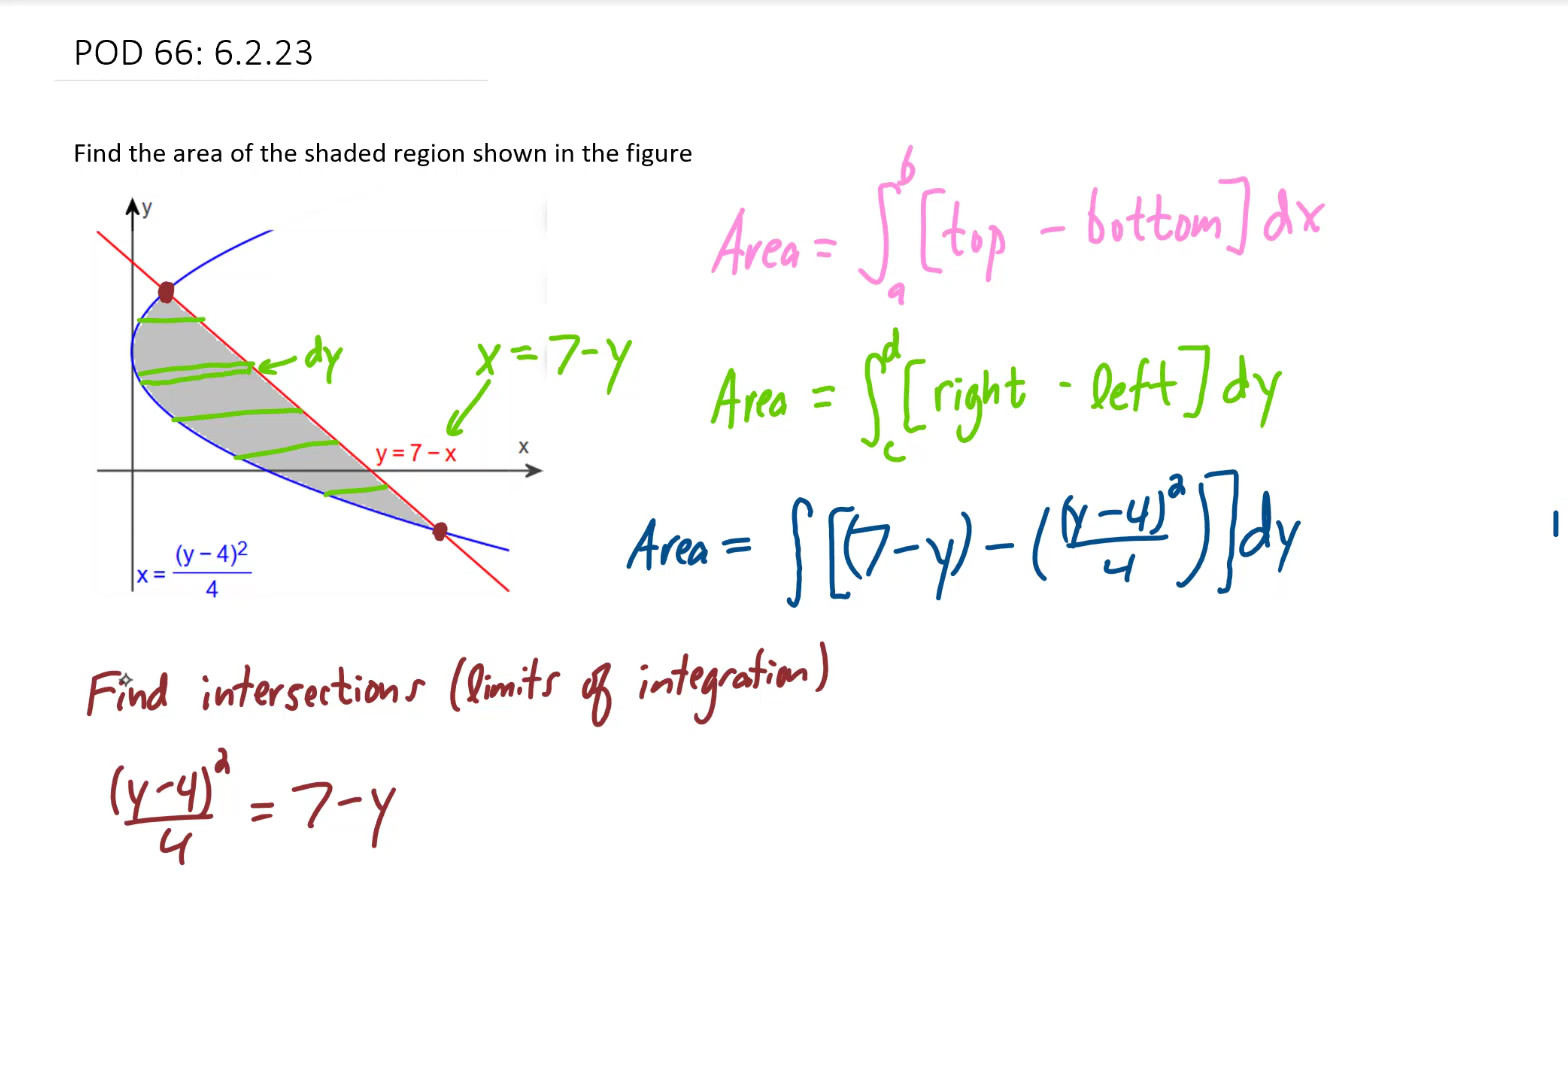 POD 66: 6.2.23
Find the area of the shaded region shown in the figure
Area = ∫_a^b [top - bottom] dx
y
dy
x = 7-y
Area = ∫_c^d [right - left] dy
y = 7 – x
x
Area = ∫ [(7-y) - ((y-4)²/4)] dy
x = (y – 4)²/4
Find intersections (limits of integration)
(y-4)²/4 = 7-y